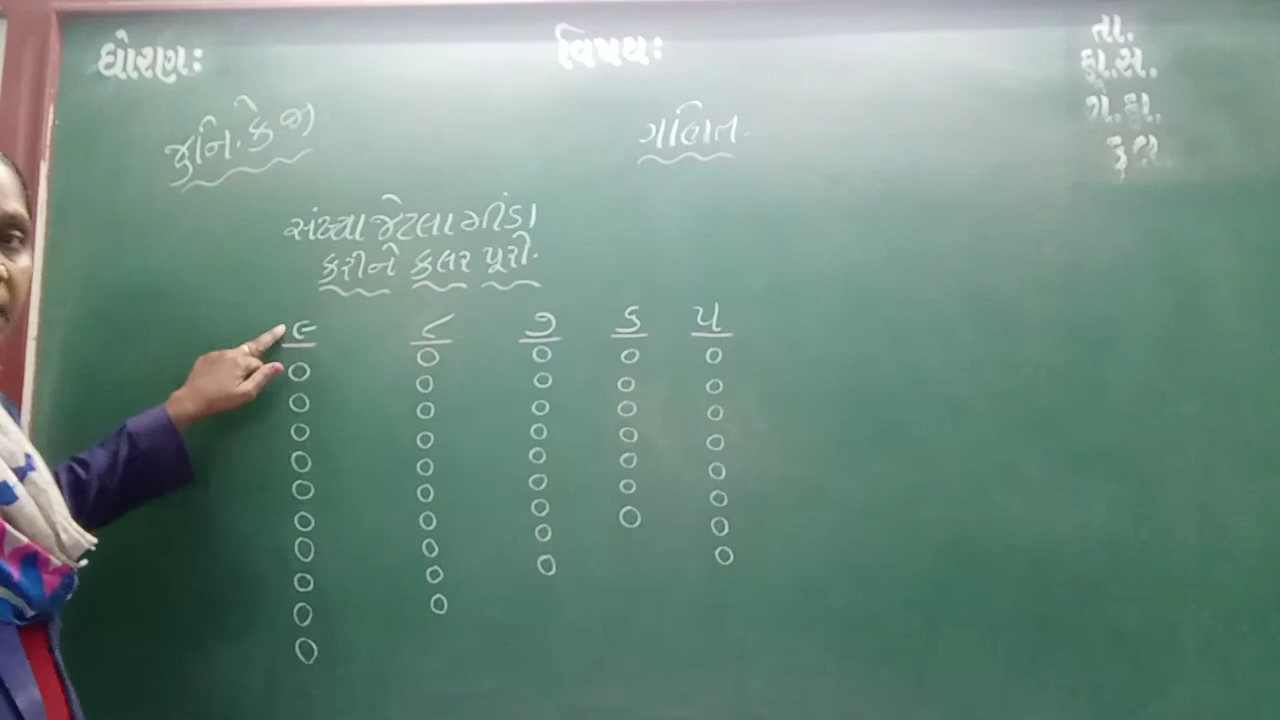 ધોરણ:
વિષય:
તા.
કુા.સં.
ગે.હા.
કુલ
જુનિ. કે જી
ગણિત.
સંખ્યા જેટલા મીંડા
કરીને કલર પૂરો.
૯ ૮ ૭ ૬ ૫